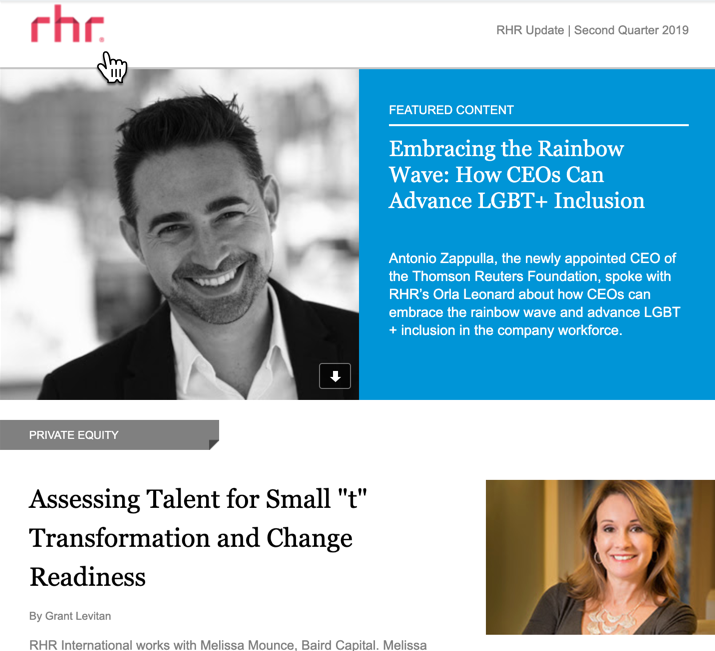 rhr.
RHR Update | Second Quarter 2019
FEATURED CONTENT
Embracing the Rainbow
Wave: How CEOs Can
Advance LGBT+ Inclusion
Antonio Zappulla, the newly appointed CEO of
the Thomson Reuters Foundation, spoke with
RHR’s Orla Leonard about how CEOs can
embrace the rainbow wave and advance LGBT
+ inclusion in the company workforce.
PRIVATE EQUITY
Assessing Talent for Small "t"
Transformation and Change
Readiness
By Grant Levitan
RHR International works with Melissa Mounce, Baird Capital. Melissa